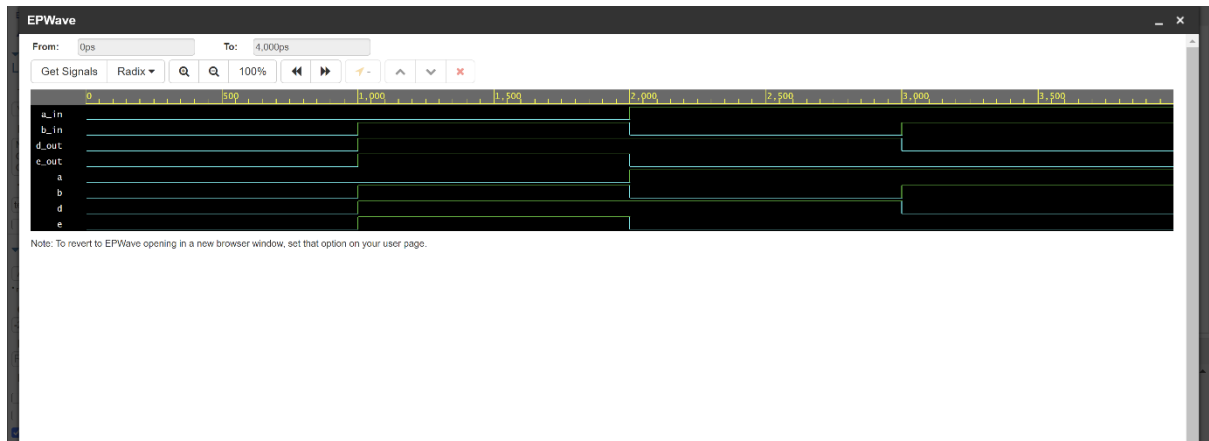 EPWave
From: 0ps To: 4,000ps
Get Signals Radix 100%
0 500 1,000 1,500 2,000 2,500 3,000 3,500
a_in
b_in
d_out
e_out
a
b
d
e
Note: To revert to EPWave opening in a new browser window, set that option on your user page.